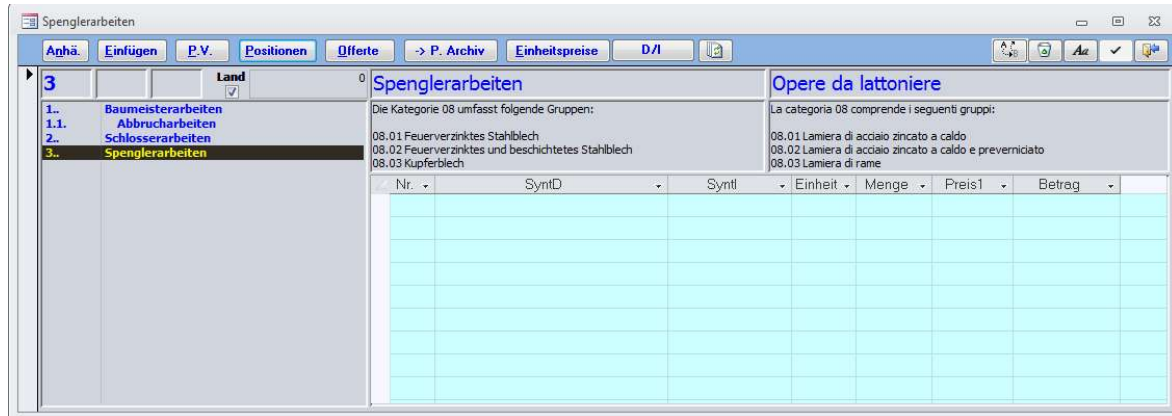 Spenglerarbeiten
Anhä. Einfügen P.V. Positionen Offerte -> P. Archiv Einheitspreise D/I Aa
3 Land 0 Spenglerarbeiten Opere da lattoniere
1.. Baumeisterarbeiten
1.1. Abbrucharbeiten
2.. Schlosserarbeiten
3.. Spenglerarbeiten
Die Kategorie 08 umfasst folgende Gruppen:
08.01 Feuerverzinktes Stahlblech
08.02 Feuerverzinktes und beschichtetes Stahlblech
08.03 Kupferblech
La categoria 08 comprende i seguenti gruppi:
08.01 Lamiera di acciaio zincato a caldo
08.02 Lamiera di acciaio zincato a caldo e preverniciato
08.03 Lamiera di rame
Nr. SyntD SyntI Einheit Menge Preis1 Betrag